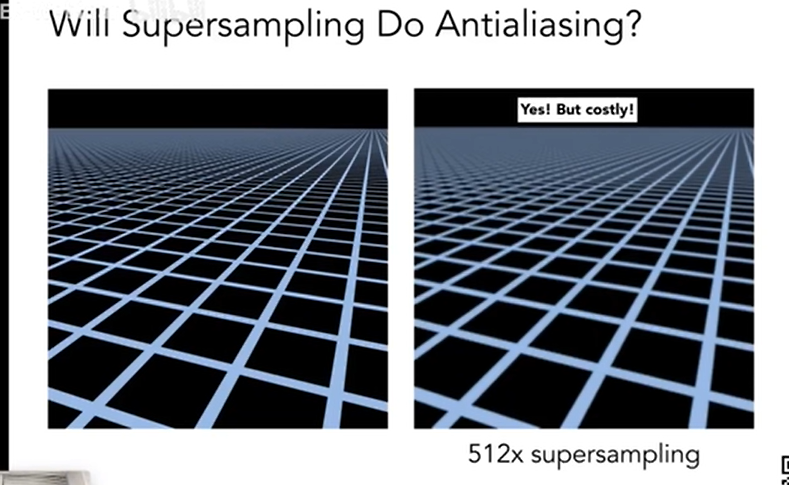 Will Supersampling Do Antialiasing?
Yes! But costly!
512x supersampling